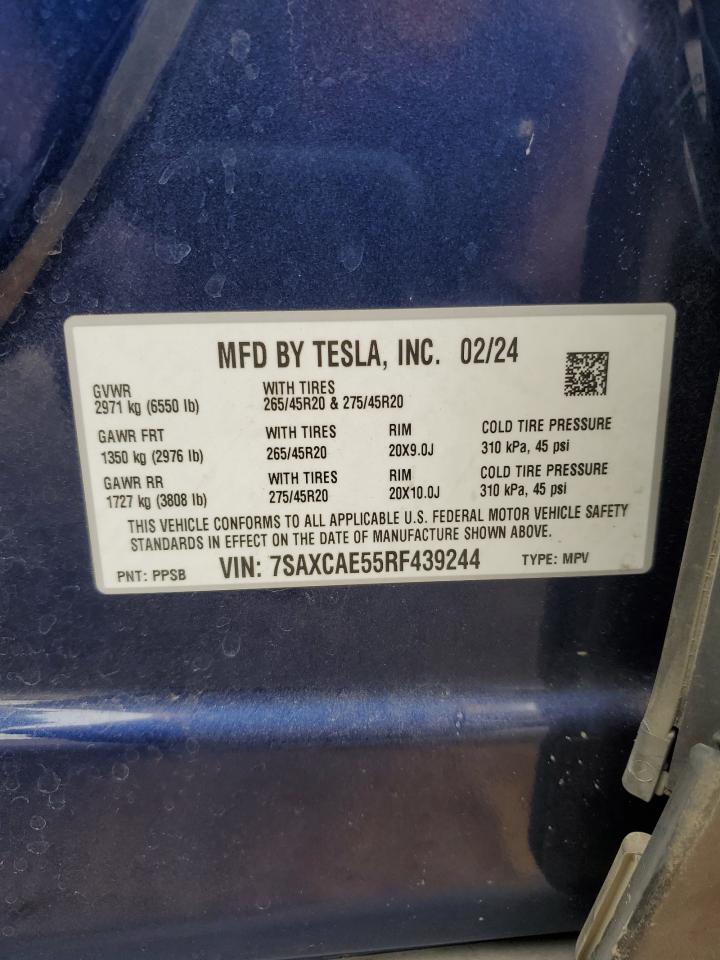 MFD BY TESLA, INC. 02/24
GVWR WITH TIRES
2971 kg (6550 lb) 265/45R20 & 275/45R20
GAWR FRT WITH TIRES RIM COLD TIRE PRESSURE
1350 kg (2976 lb) 265/45R20 20X9.0J 310 kPa, 45 psi
GAWR RR WITH TIRES RIM COLD TIRE PRESSURE
1727 kg (3808 lb) 275/45R20 20X10.0J 310 kPa, 45 psi
THIS VEHICLE CONFORMS TO ALL APPLICABLE U.S. FEDERAL MOTOR VEHICLE SAFETY
STANDARDS IN EFFECT ON THE DATE OF MANUFACTURE SHOWN ABOVE.
PNT: PPSB VIN: 7SAXCAE55RF439244 TYPE: MPV